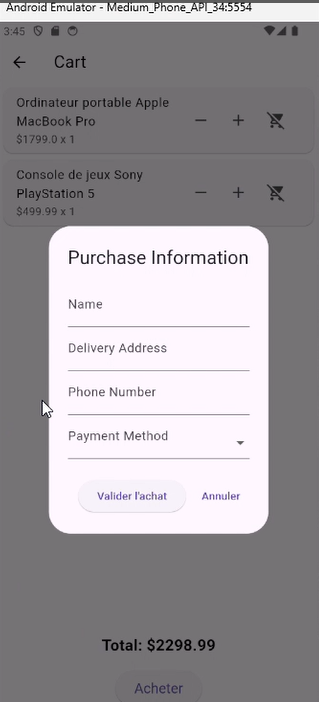 Android Emulator - Medium_Phone_API_34:5554
3:45
Cart
Ordinateur portable Apple
MacBook Pro
$1799.0 x 1
Console de jeux Sony
PlayStation 5
$499.99 x 1
Purchase Information
Name
Delivery Address
Phone Number
Payment Method
Valider l'achat
Annuler
Total: $2298.99
Acheter